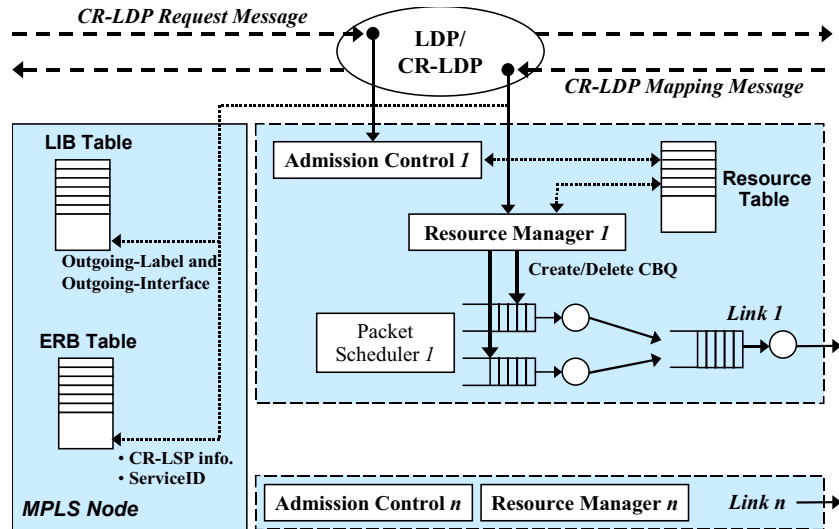 CR-LDP Request Message
LDP/
CR-LDP
CR-LDP Mapping Message
LIB Table
Outgoing-Label and
Outgoing-Interface
ERB Table
• CR-LSP info.
• ServiceID
MPLS Node
Admission Control 1
Resource
Table
Resource Manager 1
Create/Delete CBQ
Packet
Scheduler 1
Link 1
Admission Control n
Resource Manager n
Link n